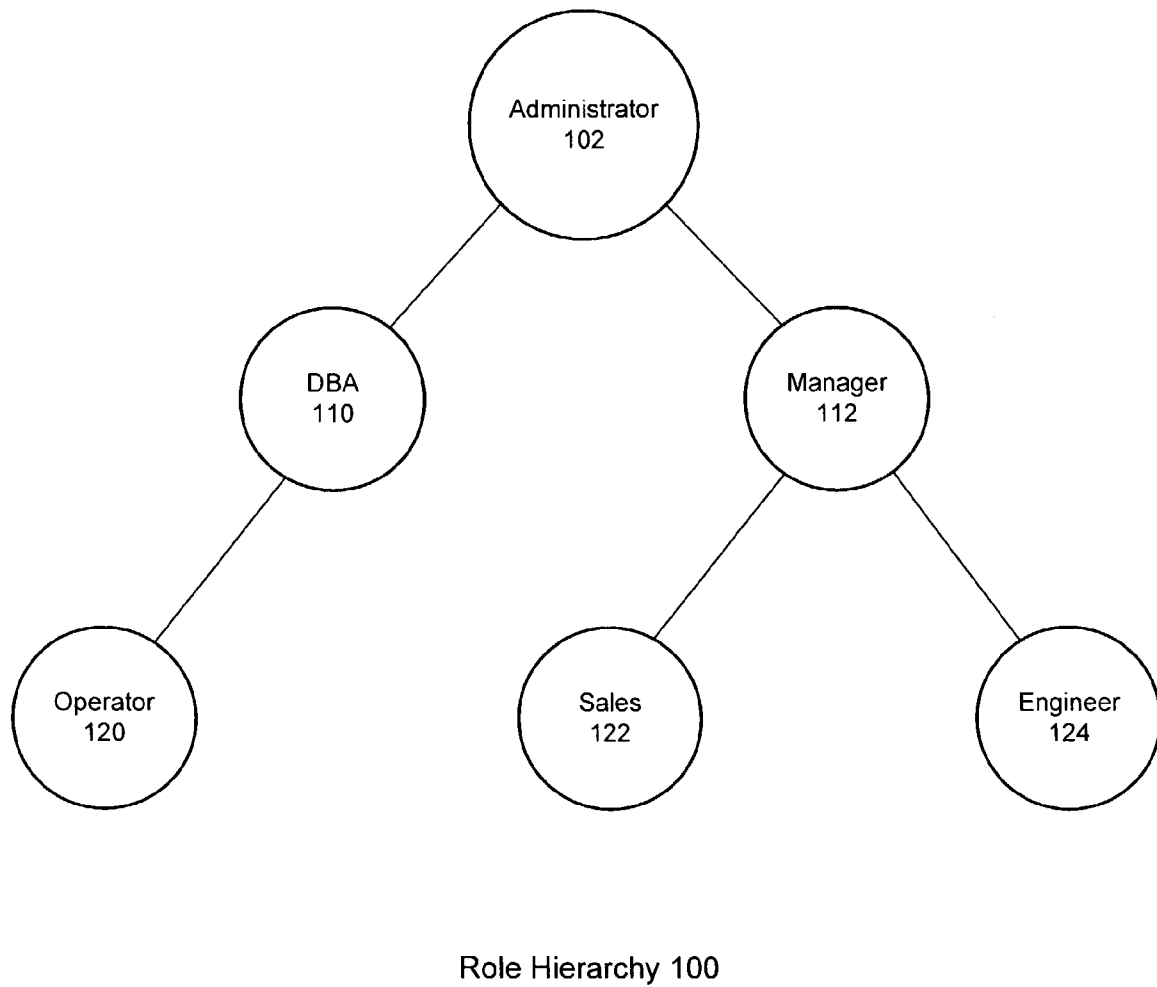 Administrator
102
DBA
110
Manager
112
Operator
120
Sales
122
Engineer
124
Role Hierarchy 100